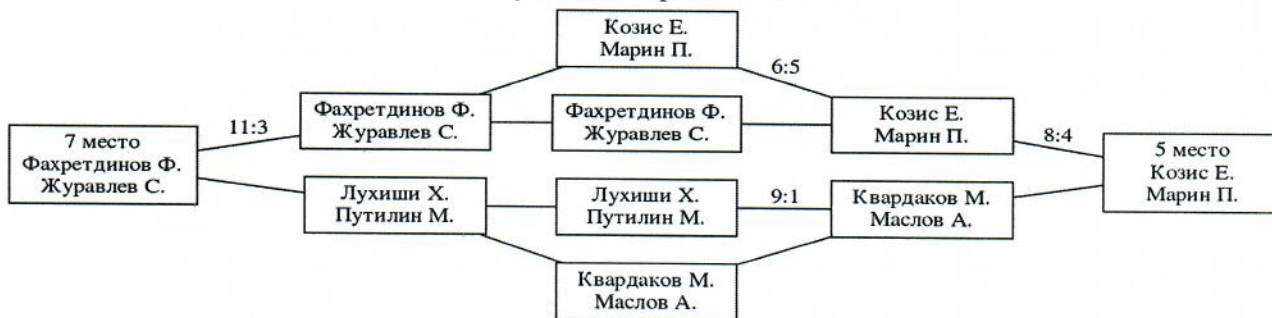 Козис Е.
Марин П.
6:5
11:3
Фахретдинов Ф.
Журавлев С.
Фахретдинов Ф.
Журавлев С.
Козис Е.
Марин П.
8:4
7 место
Фахретдинов Ф.
Журавлев С.
5 место
Козис Е.
Марин П.
Лухиши Х.
Путилин М.
Лухиши Х.
Путилин М.
9:1
Квардаков М.
Маслов А.
Квардаков М.
Маслов А.